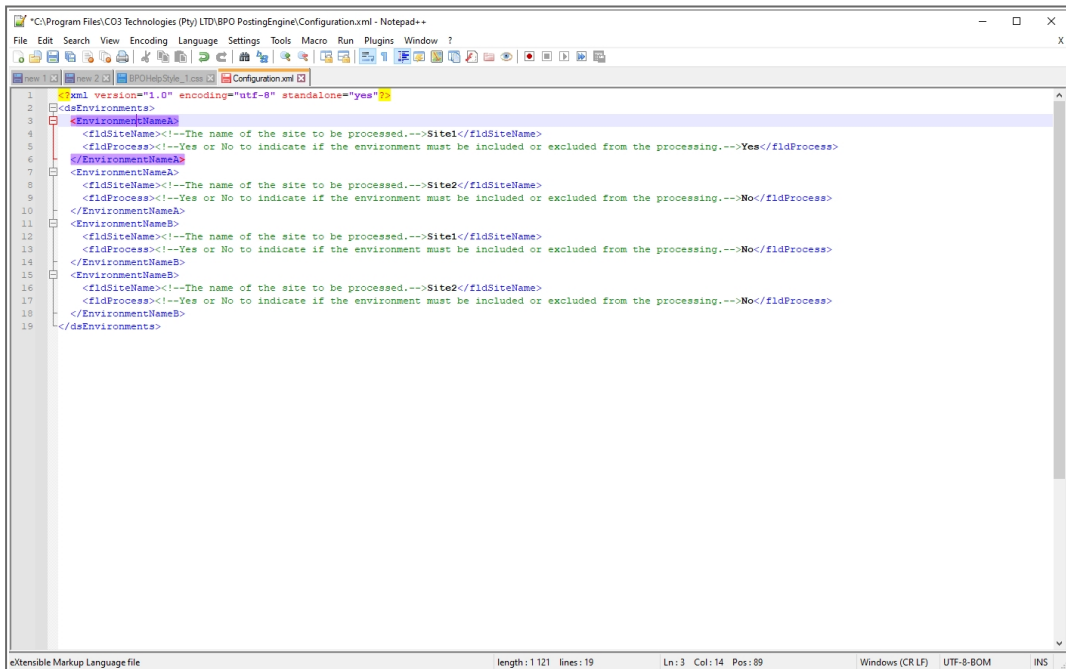 *C:\Program Files\CO3 Technologies (Pty) LTD\BPO PostingEngine\Configuration.xml - Notepad++
File Edit Search View Encoding Language Settings Tools Macro Run Plugins Window ? X
new 1 new 2 BPOHelpStyle_1.css Configuration.xml
1 <?xml version="1.0" encoding="utf-8" standalone="yes"?>
2 <dsEnvironments>
3 <EnvironmentNameA>
4 <fldSiteName><!--The name of the site to be processed.-->Site1</fldSiteName>
5 <fldProcess><!--Yes or No to indicate if the environment must be included or excluded from the processing.-->Yes</fldProcess>
6 </EnvironmentNameA>
7 <EnvironmentNameA>
8 <fldSiteName><!--The name of the site to be processed.-->Site2</fldSiteName>
9 <fldProcess><!--Yes or No to indicate if the environment must be included or excluded from the processing.-->No</fldProcess>
10 </EnvironmentNameA>
11 <EnvironmentNameB>
12 <fldSiteName><!--The name of the site to be processed.-->Site1</fldSiteName>
13 <fldProcess><!--Yes or No to indicate if the environment must be included or excluded from the processing.-->No</fldProcess>
14 </EnvironmentNameB>
15 <EnvironmentNameB>
16 <fldSiteName><!--The name of the site to be processed.-->Site2</fldSiteName>
17 <fldProcess><!--Yes or No to indicate if the environment must be included or excluded from the processing.-->No</fldProcess>
18 </EnvironmentNameB>
19 </dsEnvironments>
eXtensible Markup Language file length : 1 121 lines : 19 Ln : 3 Col : 14 Pos : 89 Windows (CR LF) UTF-8-BOM INS